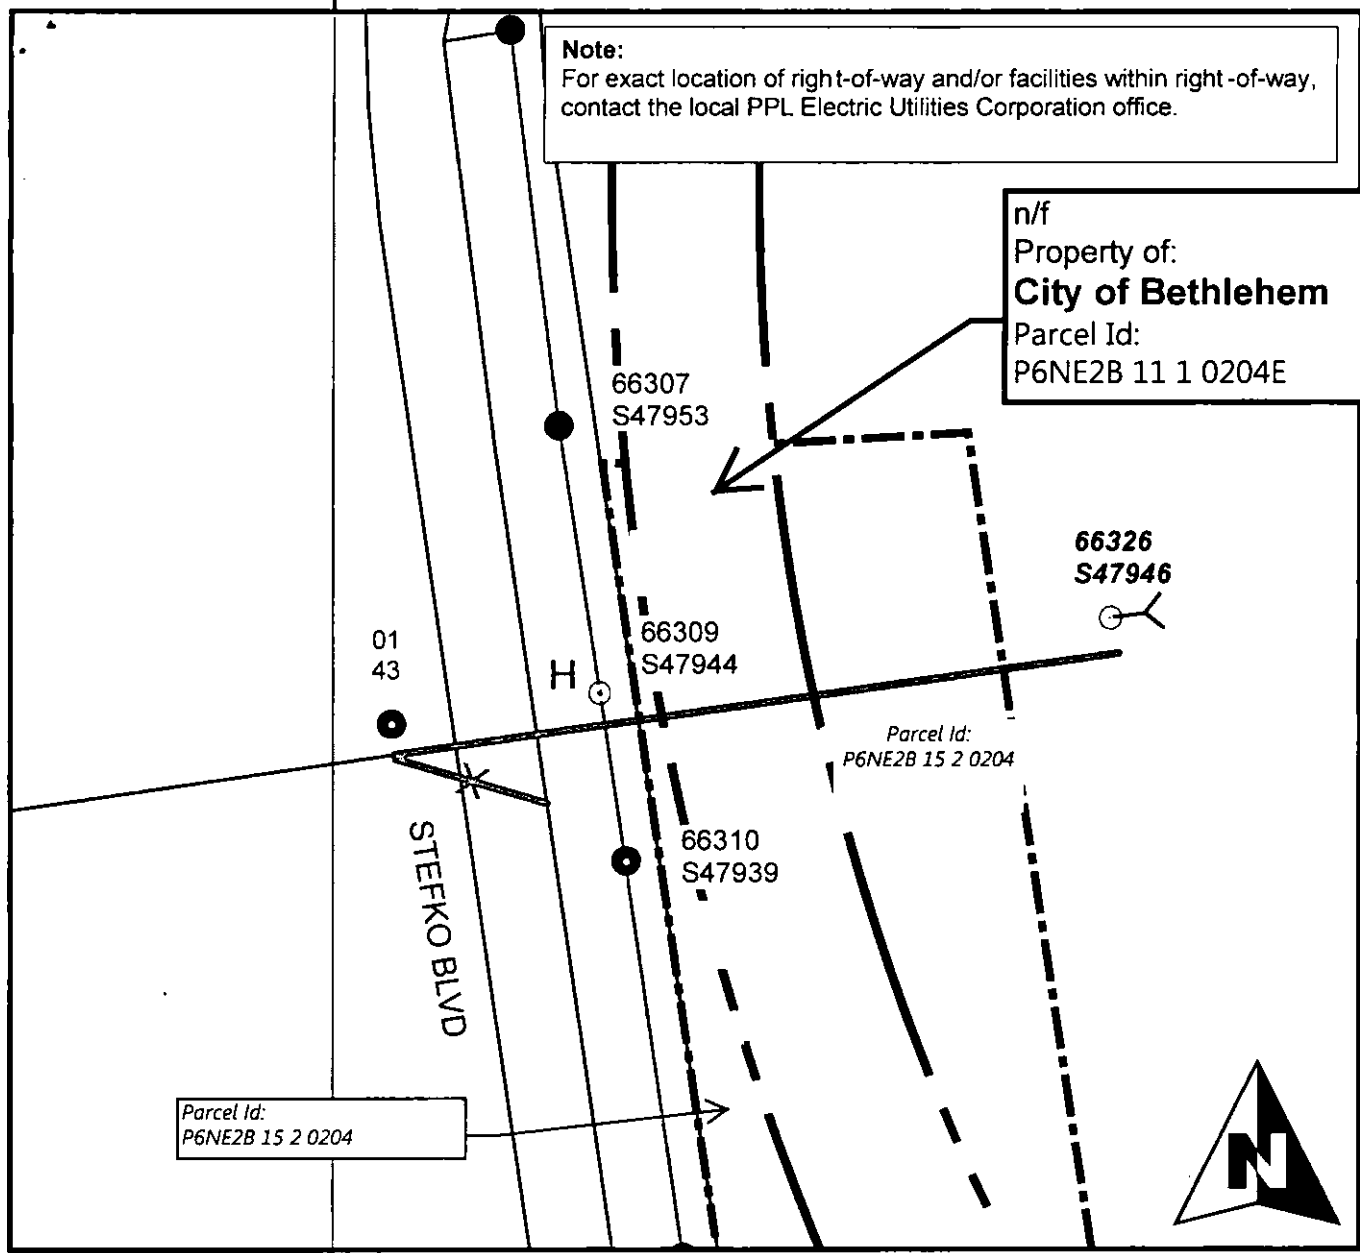 Note:
For exact location of right-of-way and/or facilities within right-of-way,
contact the local PPL Electric Utilities Corporation office.
n/f
Property of:
City of Bethlehem
Parcel Id:
P6NE2B 11 1 0204E
66307
S47953
66326
S47946
66309
S47944
01
43
H
Parcel Id:
P6NE2B 15 2 0204
66310
S47939
STEFKO BLVD
Parcel Id:
P6NE2B 15 2 0204
N